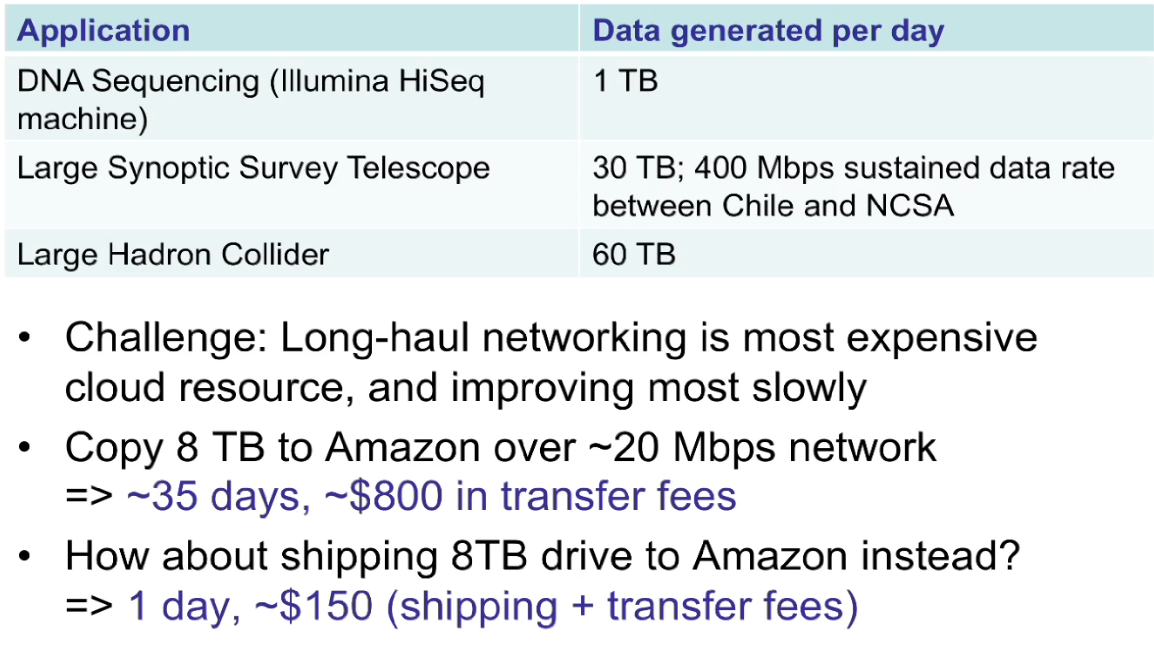 Application
Data generated per day
DNA Sequencing (Illumina HiSeq
machine)
1 TB
Large Synoptic Survey Telescope
30 TB; 400 Mbps sustained data rate
between Chile and NCSA
Large Hadron Collider
60 TB
• Challenge: Long-haul networking is most expensive
cloud resource, and improving most slowly
• Copy 8 TB to Amazon over ~20 Mbps network
=> ~35 days, ~$800 in transfer fees
• How about shipping 8TB drive to Amazon instead?
=> 1 day, ~$150 (shipping + transfer fees)